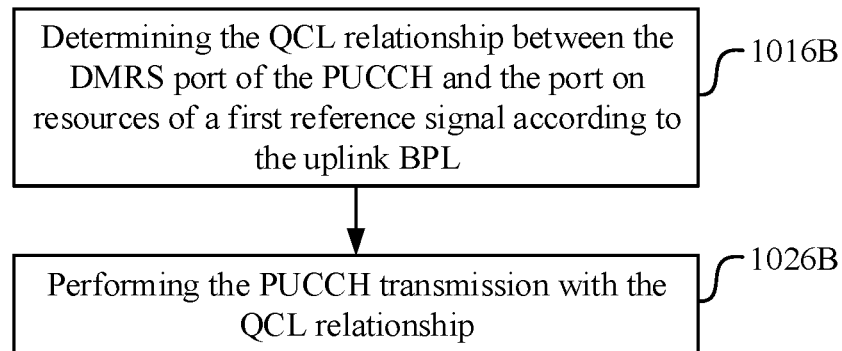 Determining the QCL relationship between the
DMRS port of the PUCCH and the port on
resources of a first reference signal according to
the uplink BPL
1016B
Performing the PUCCH transmission with the
QCL relationship
1026B